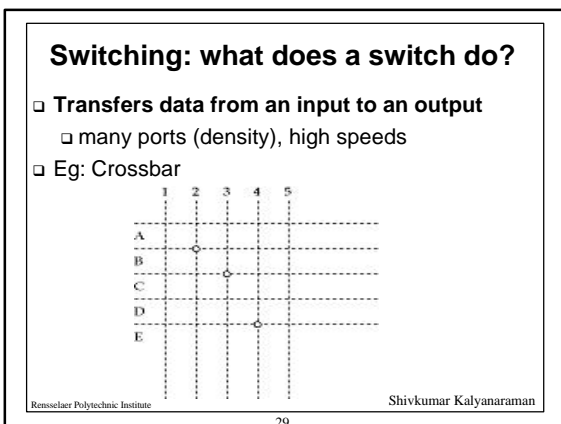 Switching: what does a switch do?
❑ Transfers data from an input to an output
❑ many ports (density), high speeds
❑ Eg: Crossbar
1 2 3 4 5
A
B
C
D
E
Rensselaer Polytechnic Institute Shivkumar Kalyanaraman
29